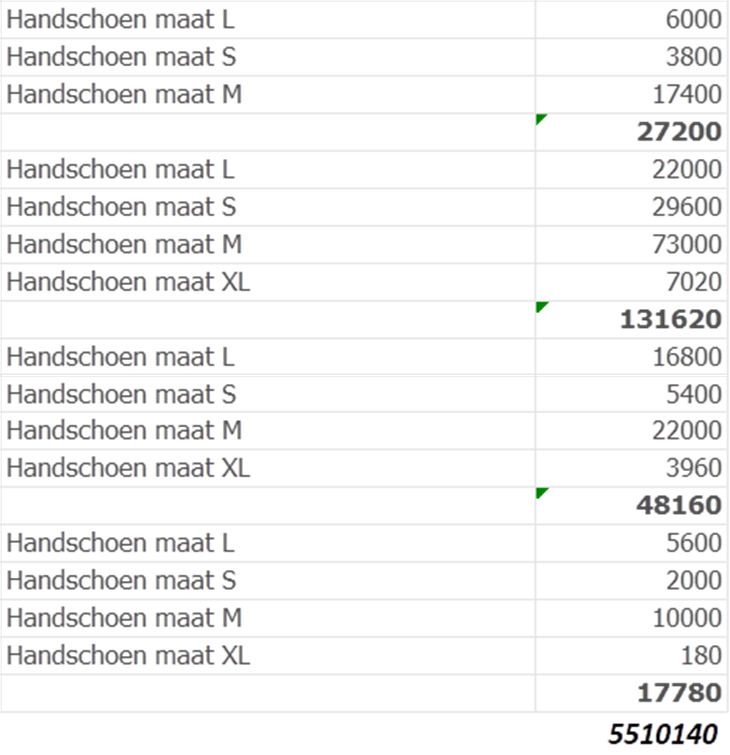 Handschoen maat L 6000
Handschoen maat S 3800
Handschoen maat M 17400
27200
Handschoen maat L 22000
Handschoen maat S 29600
Handschoen maat M 73000
Handschoen maat XL 7020
131620
Handschoen maat L 16800
Handschoen maat S 5400
Handschoen maat M 22000
Handschoen maat XL 3960
48160
Handschoen maat L 5600
Handschoen maat S 2000
Handschoen maat M 10000
Handschoen maat XL 180
17780
5510140